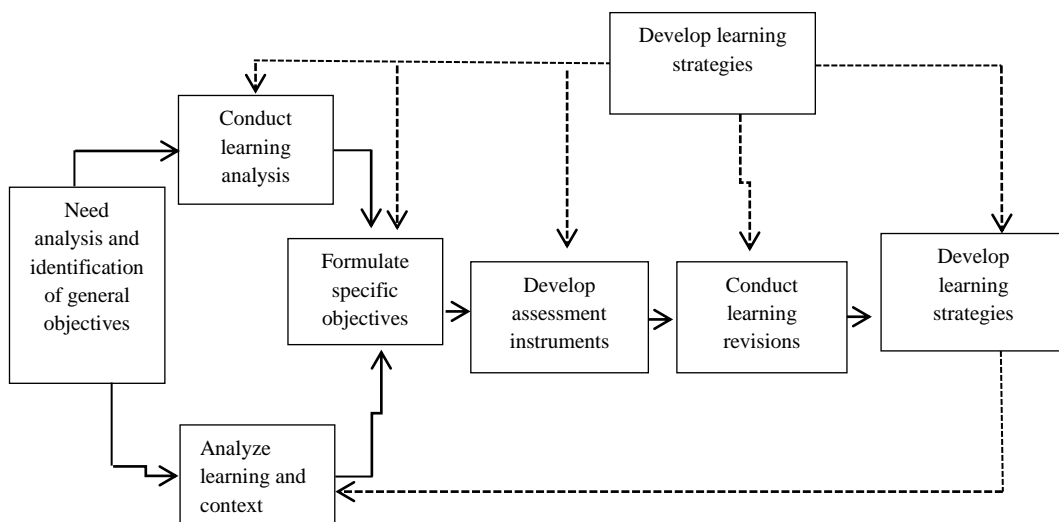 Develop learning
strategies
Conduct
learning
analysis
Need
analysis and
identification
of general
objectives
Formulate
specific
objectives
Develop
assessment
instruments
Conduct
learning
revisions
Develop
learning
strategies
Analyze
learning and
context